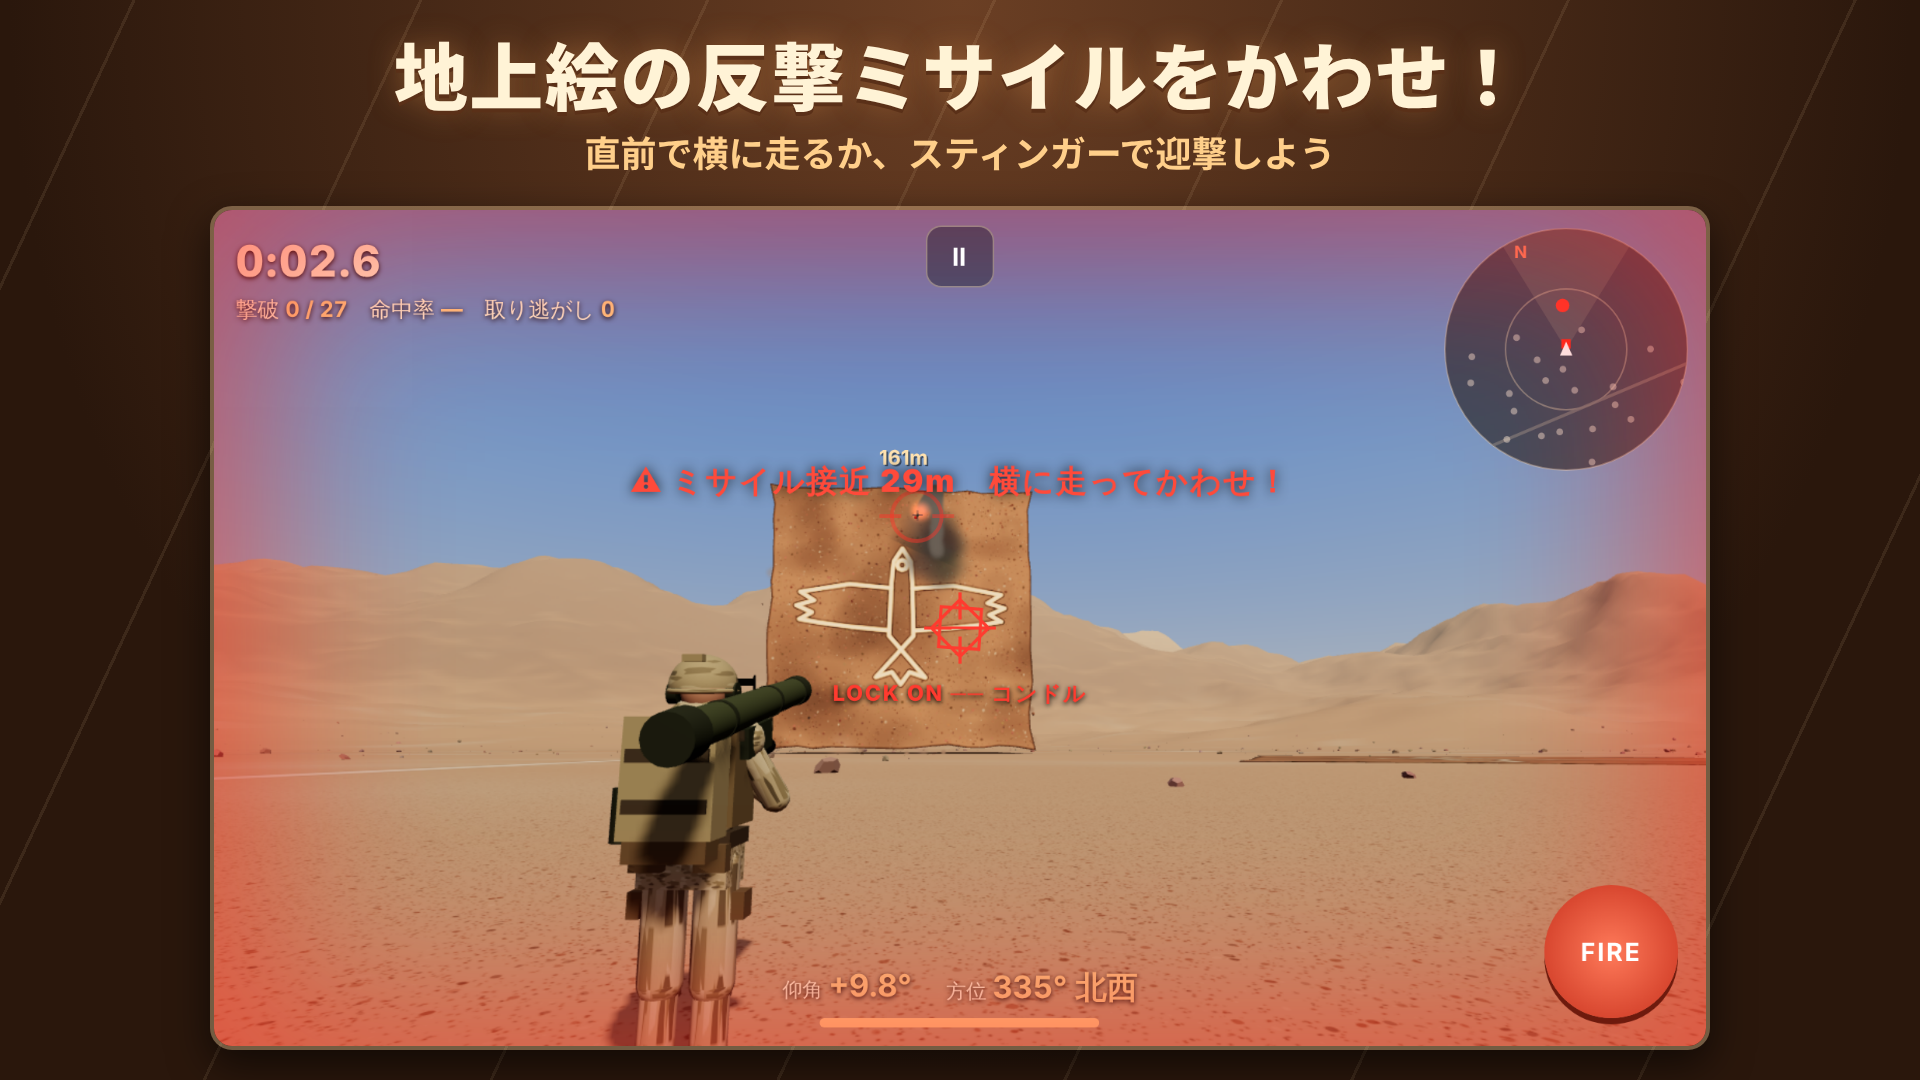 地上絵の反撃ミサイルをかわせ！
直前で横に走るか、スティンガーで迎撃しよう
0:02.6
撃破 0 / 27 命中率 — 取り逃がし 0
N
161m
⚠ ミサイル接近 29m 横に走ってかわせ！
LOCK ON —— コンドル
FIRE
仰角 +9.8° 方位 335° 北西